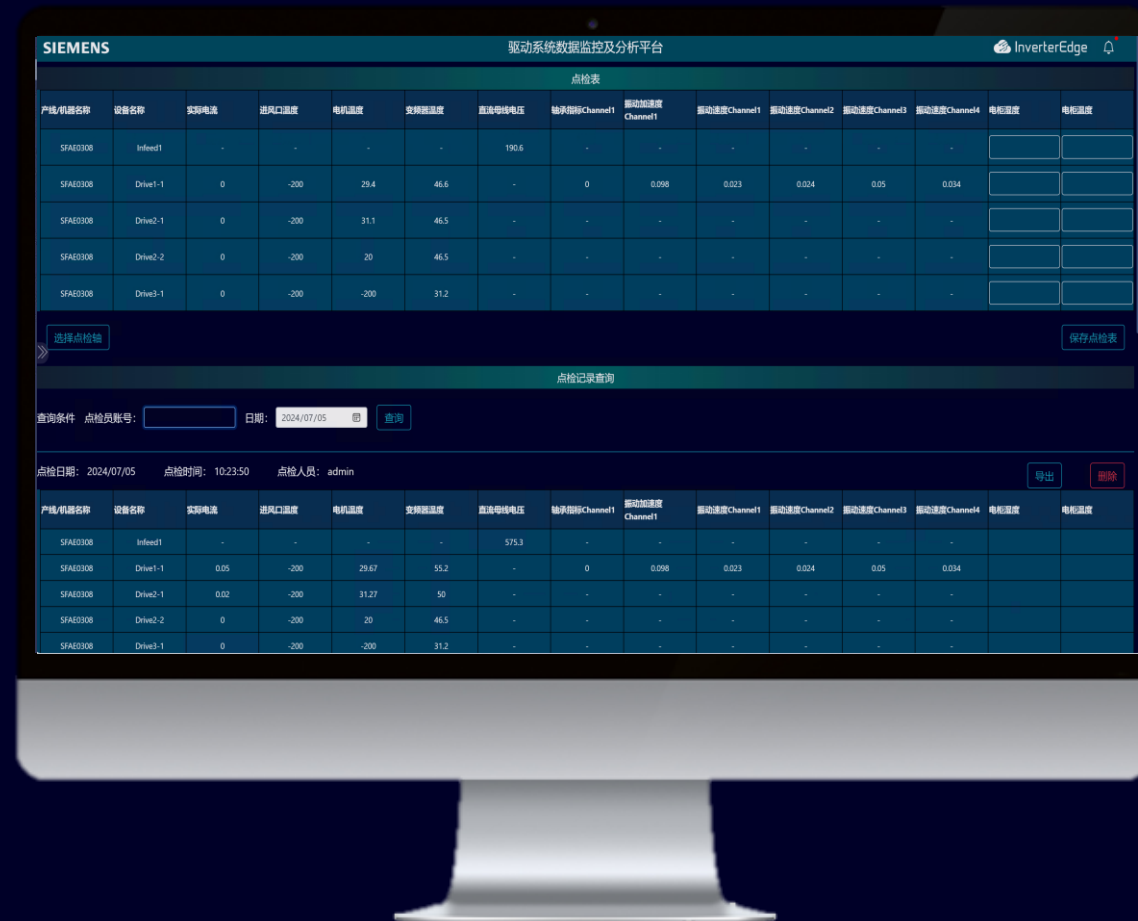 SIEMENS 驱动系统数据监控及分析平台 InverterEdge
点检表
产线/机器名称 设备名称 实际电流 进风口温度 电机温度 变频器温度 直流母线电压 轴承指标Channel1 振动加速度Channel1 振动速度Channel1 振动速度Channel2 振动速度Channel3 振动速度Channel4 电柜温度 电柜温度
SFAE0308 Infeed1 - - - - 190.6 - - - - - -
SFAE0308 Drive1-1 0 -200 29.4 46.6 - 0 0.098 0.023 0.024 0.05 0.034
SFAE0308 Drive2-1 0 -200 31.1 46.5 - - - - - - -
SFAE0308 Drive2-2 0 -200 20 46.5 - - - - - - -
SFAE0308 Drive3-1 0 -200 -200 31.2 - - - - - - -
选择点检轴 保存点检表
点检记录查询
查询条件 点检员账号: 日期: 2024/07/05 查询
点检日期: 2024/07/05 点检时间: 10:23:50 点检人员: admin 导出 删除
产线/机器名称 设备名称 实际电流 进风口温度 电机温度 变频器温度 直流母线电压 轴承指标Channel1 振动加速度Channel1 振动速度Channel1 振动速度Channel2 振动速度Channel3 振动速度Channel4 电柜温度 电柜温度
SFAE0308 Infeed1 - - - - 575.3 - - - - - -
SFAE0308 Drive1-1 0.05 -200 29.67 55.2 - 0 0.098 0.023 0.024 0.05 0.034
SFAE0308 Drive2-1 0.02 -200 31.27 50 - - - - - - -
SFAE0308 Drive2-2 0 -200 20 46.5 - - - - - - -
SFAE0308 Drive3-1 0 -200 -200 31.2 - - - - - - -